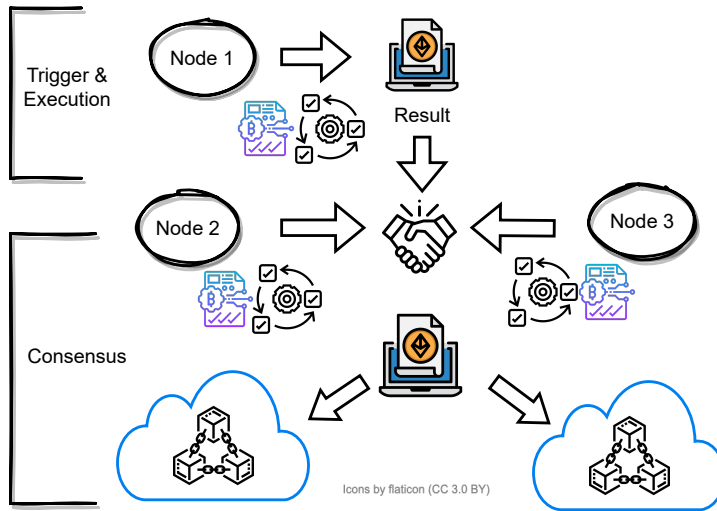 Trigger &
Execution
Node 1
Result
Node 2
Node 3
Consensus
Icons by flaticon (CC 3.0 BY)